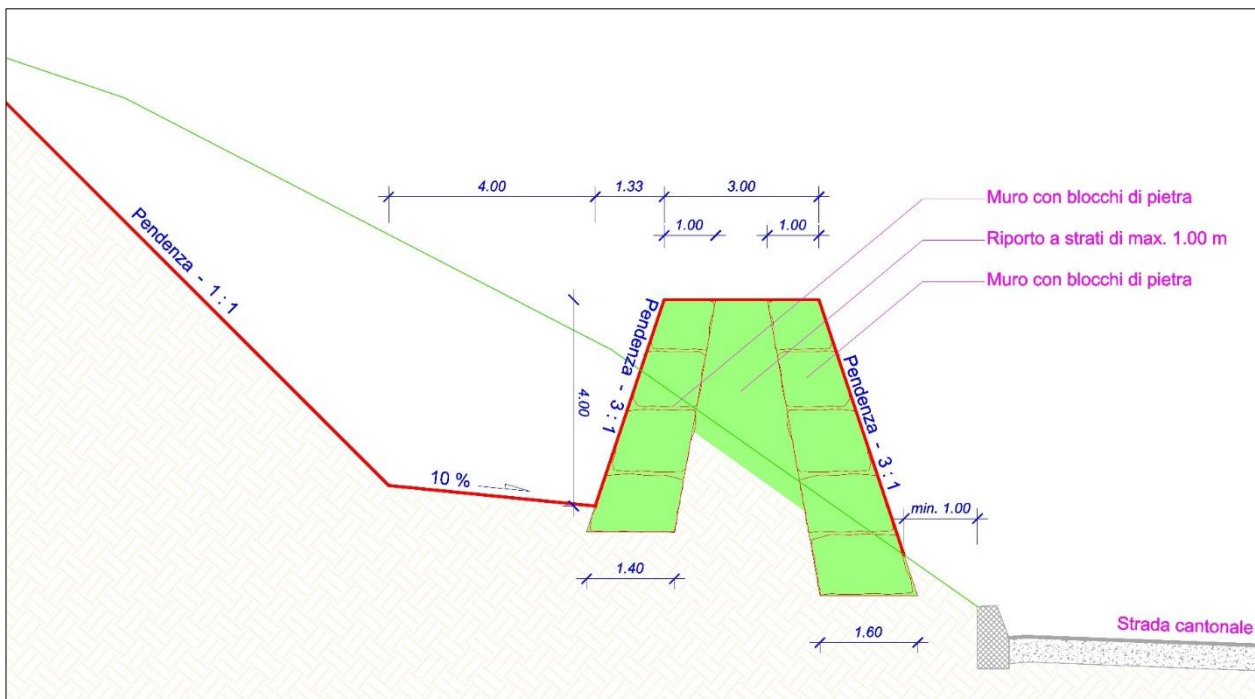 4.00
1.33
3.00
Muro con blocchi di pietra
Pendenza - 1:1
1.00
1.00
Riporto a strati di max. 1.00 m
Muro con blocchi di pietra
Pendenza - 3:1
4.00
Pendenza - 3:1
10 %
min. 1.00
1.40
1.60
Strada cantonale